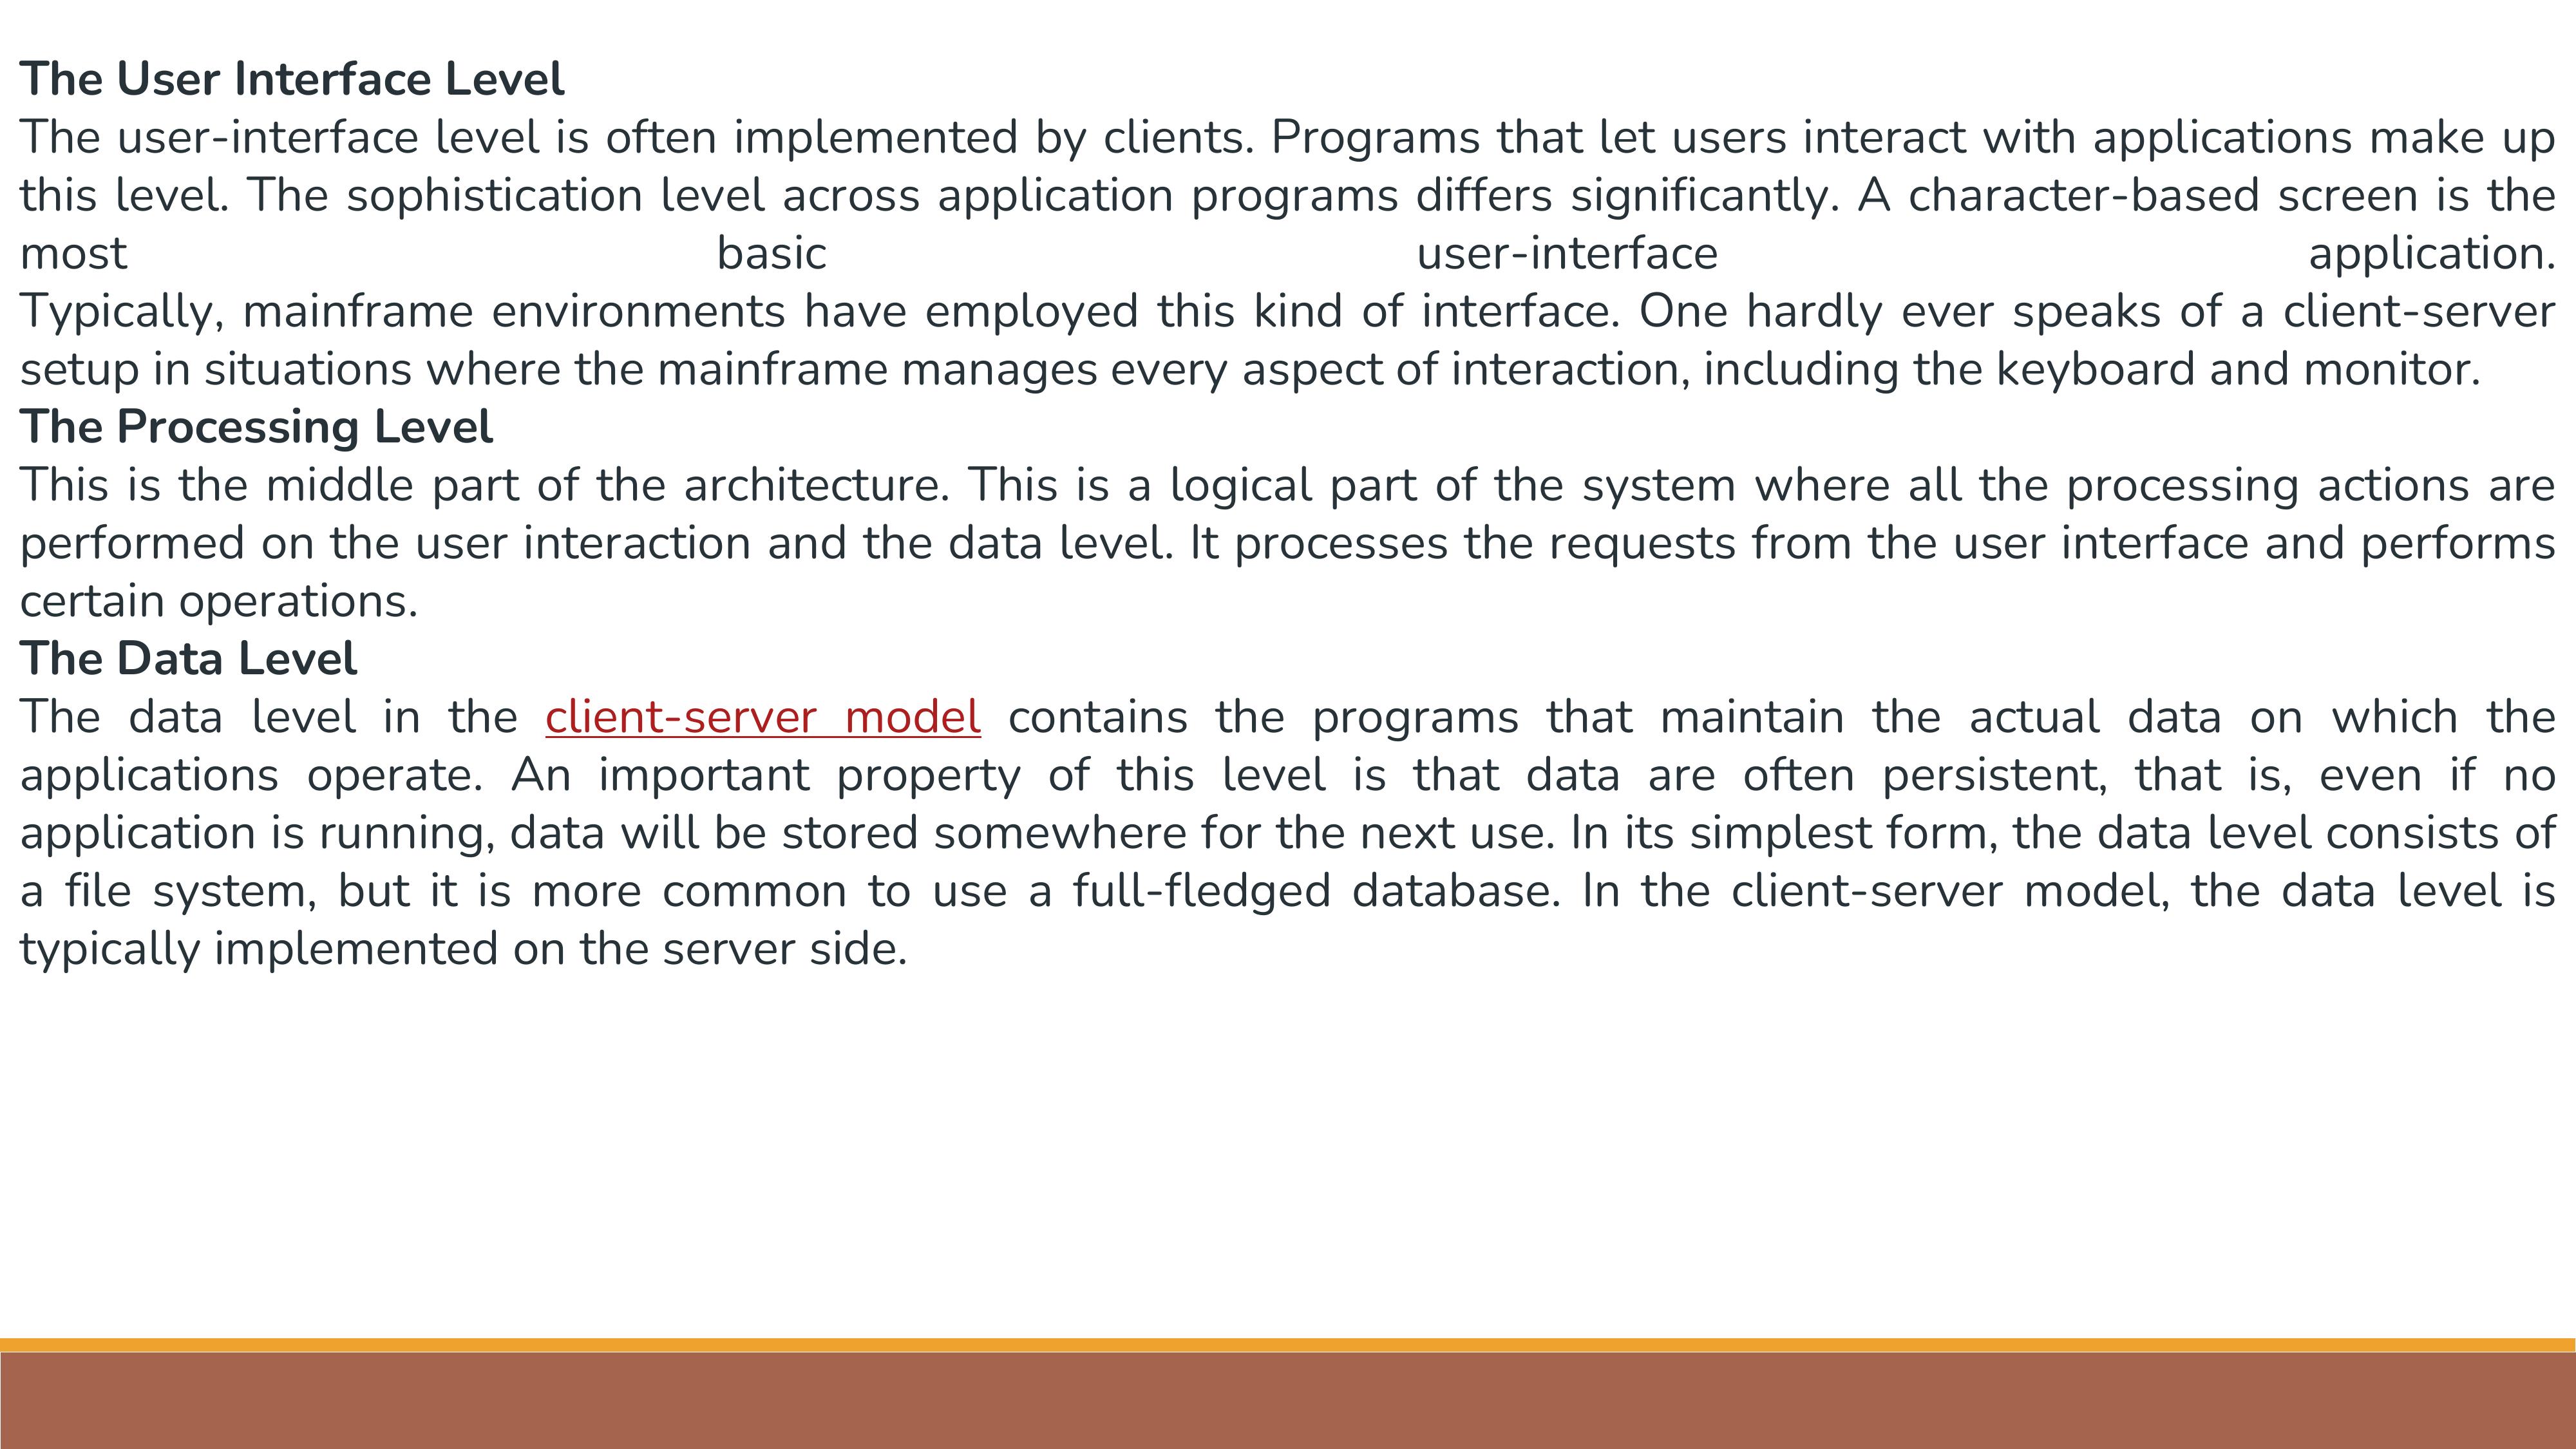 The User Interface Level
The user-interface level is often implemented by clients. Programs that let users interact with applications make up
this level. The sophistication level across application programs differs significantly. A character-based screen is the
most basic user-interface application.
Typically, mainframe environments have employed this kind of interface. One hardly ever speaks of a client-server
setup in situations where the mainframe manages every aspect of interaction, including the keyboard and monitor.
The Processing Level
This is the middle part of the architecture. This is a logical part of the system where all the processing actions are
performed on the user interaction and the data level. It processes the requests from the user interface and performs
certain operations.
The Data Level
The data level in the client-server model contains the programs that maintain the actual data on which the
applications operate. An important property of this level is that data are often persistent, that is, even if no
application is running, data will be stored somewhere for the next use. In its simplest form, the data level consists of
a file system, but it is more common to use a full-fledged database. In the client-server model, the data level is
typically implemented on the server side.